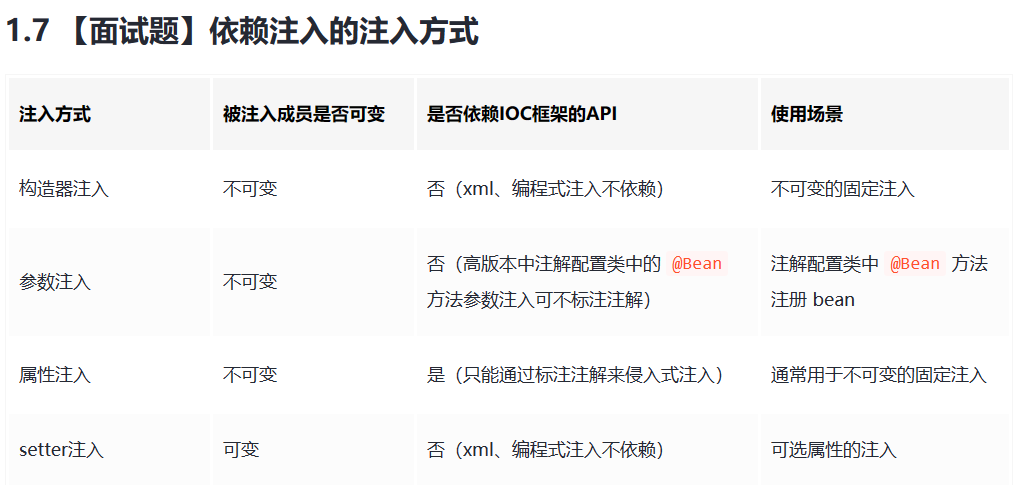 1.7 【面试题】依赖注入的注入方式
注入方式 被注入成员是否可变 是否依赖IOC框架的API 使用场景
构造器注入 不可变 否（xml、编程式注入不依赖） 不可变的固定注入
参数注入 不可变 否（高版本中注解配置类中的 @Bean
方法参数注入可不标注注解） 注解配置类中 @Bean 方法
注册 bean
属性注入 不可变 是（只能通过标注注解来侵入式注入） 通常用于不可变的固定注入
setter注入 可变 否（xml、编程式注入不依赖） 可选属性的注入